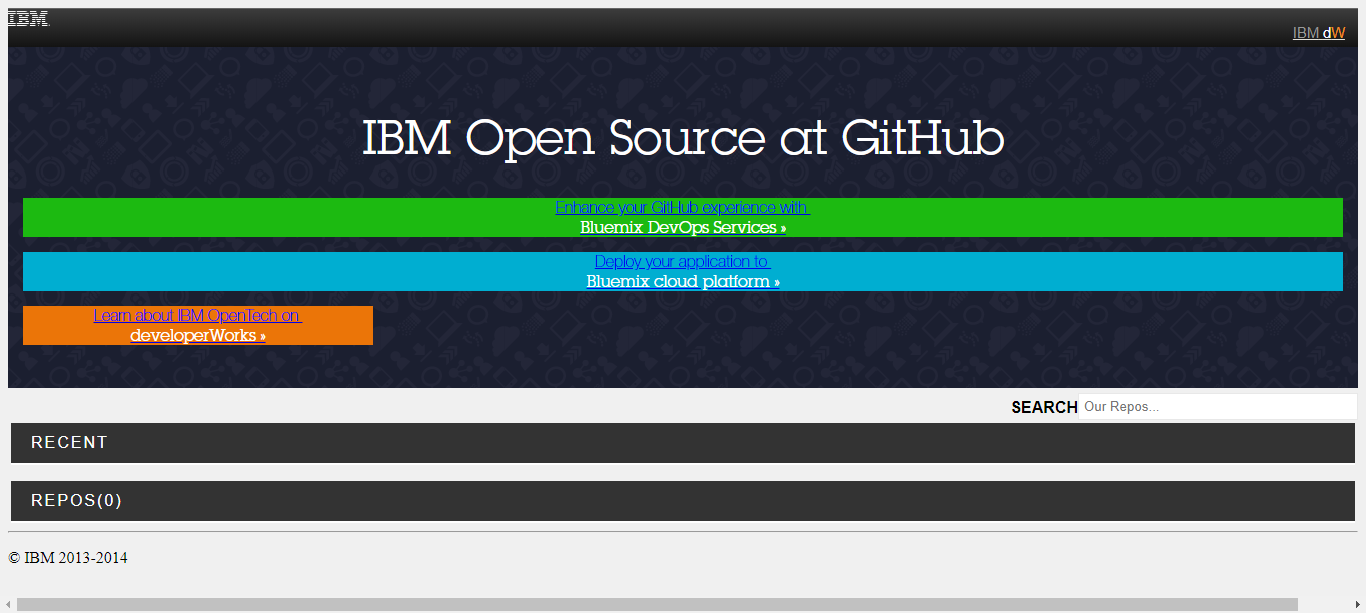 IBM
IBM dW
IBM Open Source at GitHub
Enhance your GitHub experience with
Bluemix DevOps Services »
Deploy your application to
Bluemix cloud platform »
Learn about IBM OpenTech on
developerWorks »
SEARCH Our Repos...
RECENT
REPOS(0)
© IBM 2013-2014